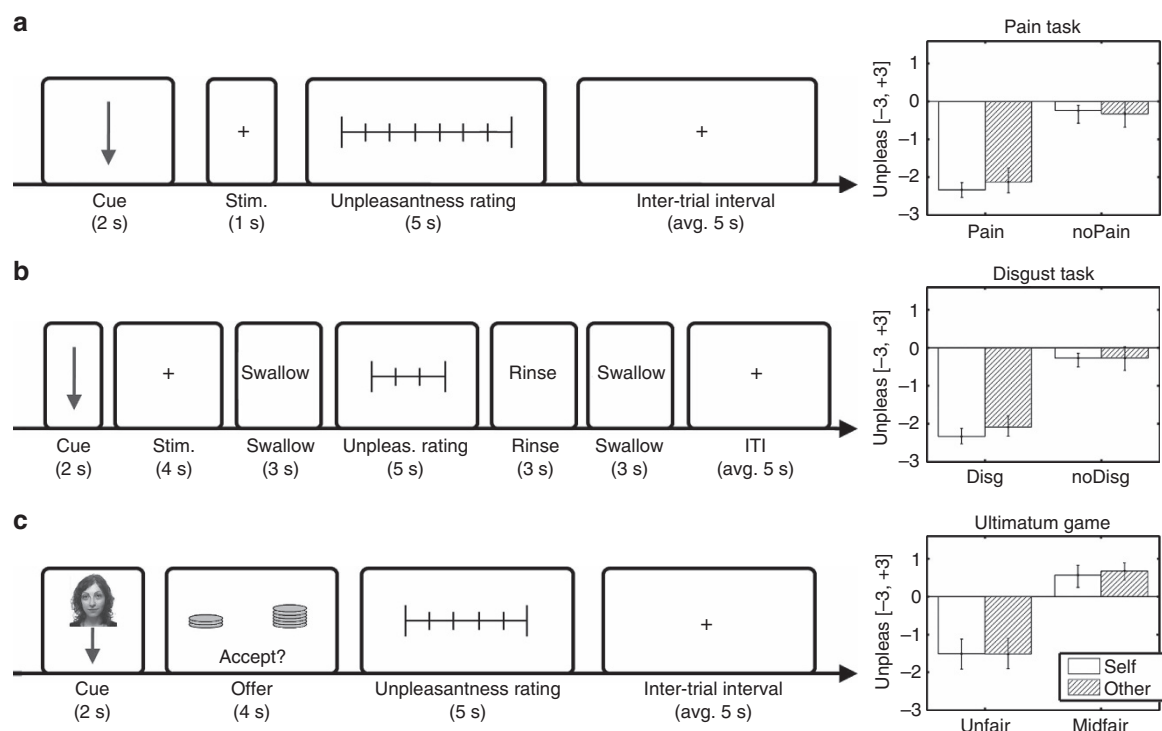 a
Pain task
+
+
Cue
(2 s)
Stim.
(1 s)
Unpleasantness rating
(5 s)
Inter-trial interval
(avg. 5 s)
Unpleas [−3, +3]
1
0
−1
−2
−3
Pain
noPain
b
Disgust task
+
Swallow
Rinse
Swallow
+
Cue
(2 s)
Stim.
(4 s)
Swallow
(3 s)
Unpleas. rating
(5 s)
Rinse
(3 s)
Swallow
(3 s)
ITI
(avg. 5 s)
Unpleas [−3, +3]
1
0
−1
−2
−3
Disg
noDisg
c
Ultimatum game
Accept?
+
Cue
(2 s)
Offer
(4 s)
Unpleasantness rating
(5 s)
Inter-trial interval
(avg. 5 s)
Unpleas [−3, +3]
1
0
−1
−2
−3
Self
Other
Unfair
Midfair